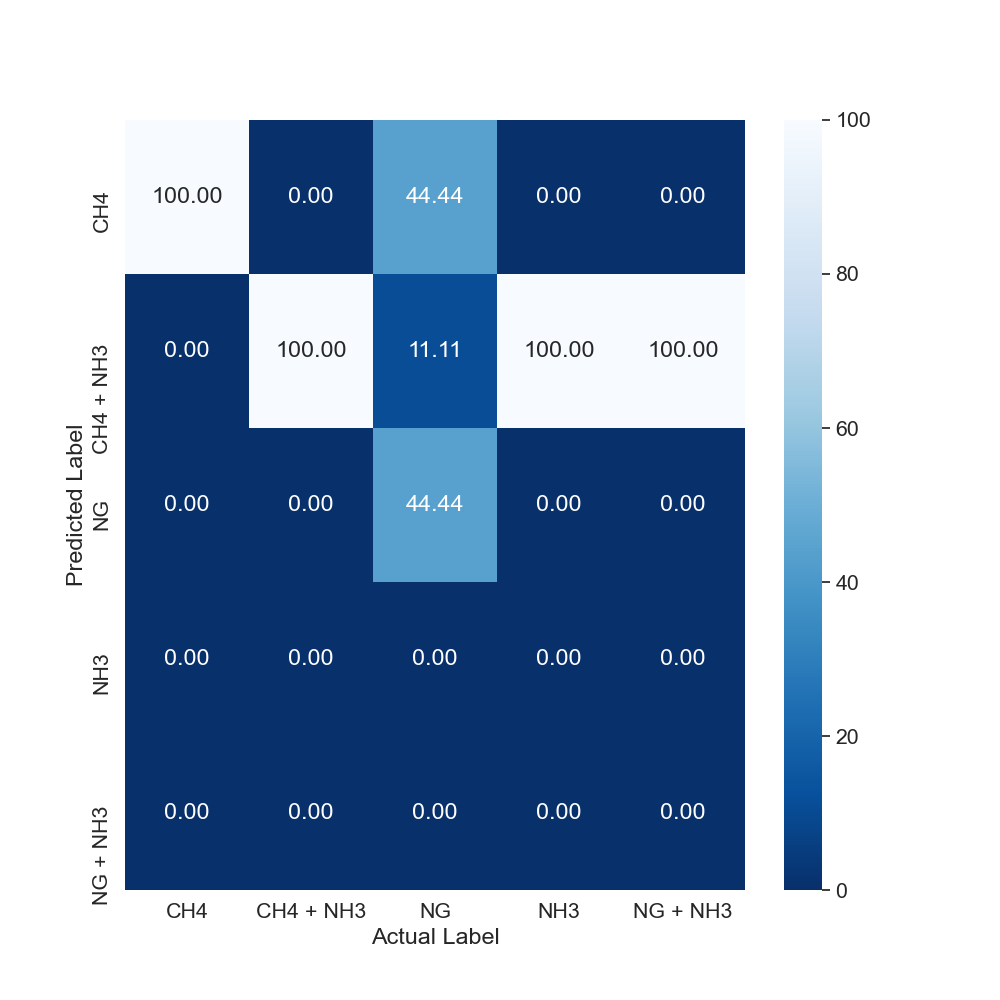 100.00 0.00 44.44 0.00 0.00
0.00 100.00 11.11 100.00 100.00
0.00 0.00 44.44 0.00 0.00
0.00 0.00 0.00 0.00 0.00
0.00 0.00 0.00 0.00 0.00
CH4
CH4 + NH3
NG
NH3
NG + NH3
Predicted Label
CH4 CH4 + NH3 NG NH3 NG + NH3
Actual Label
100
80
60
40
20
0